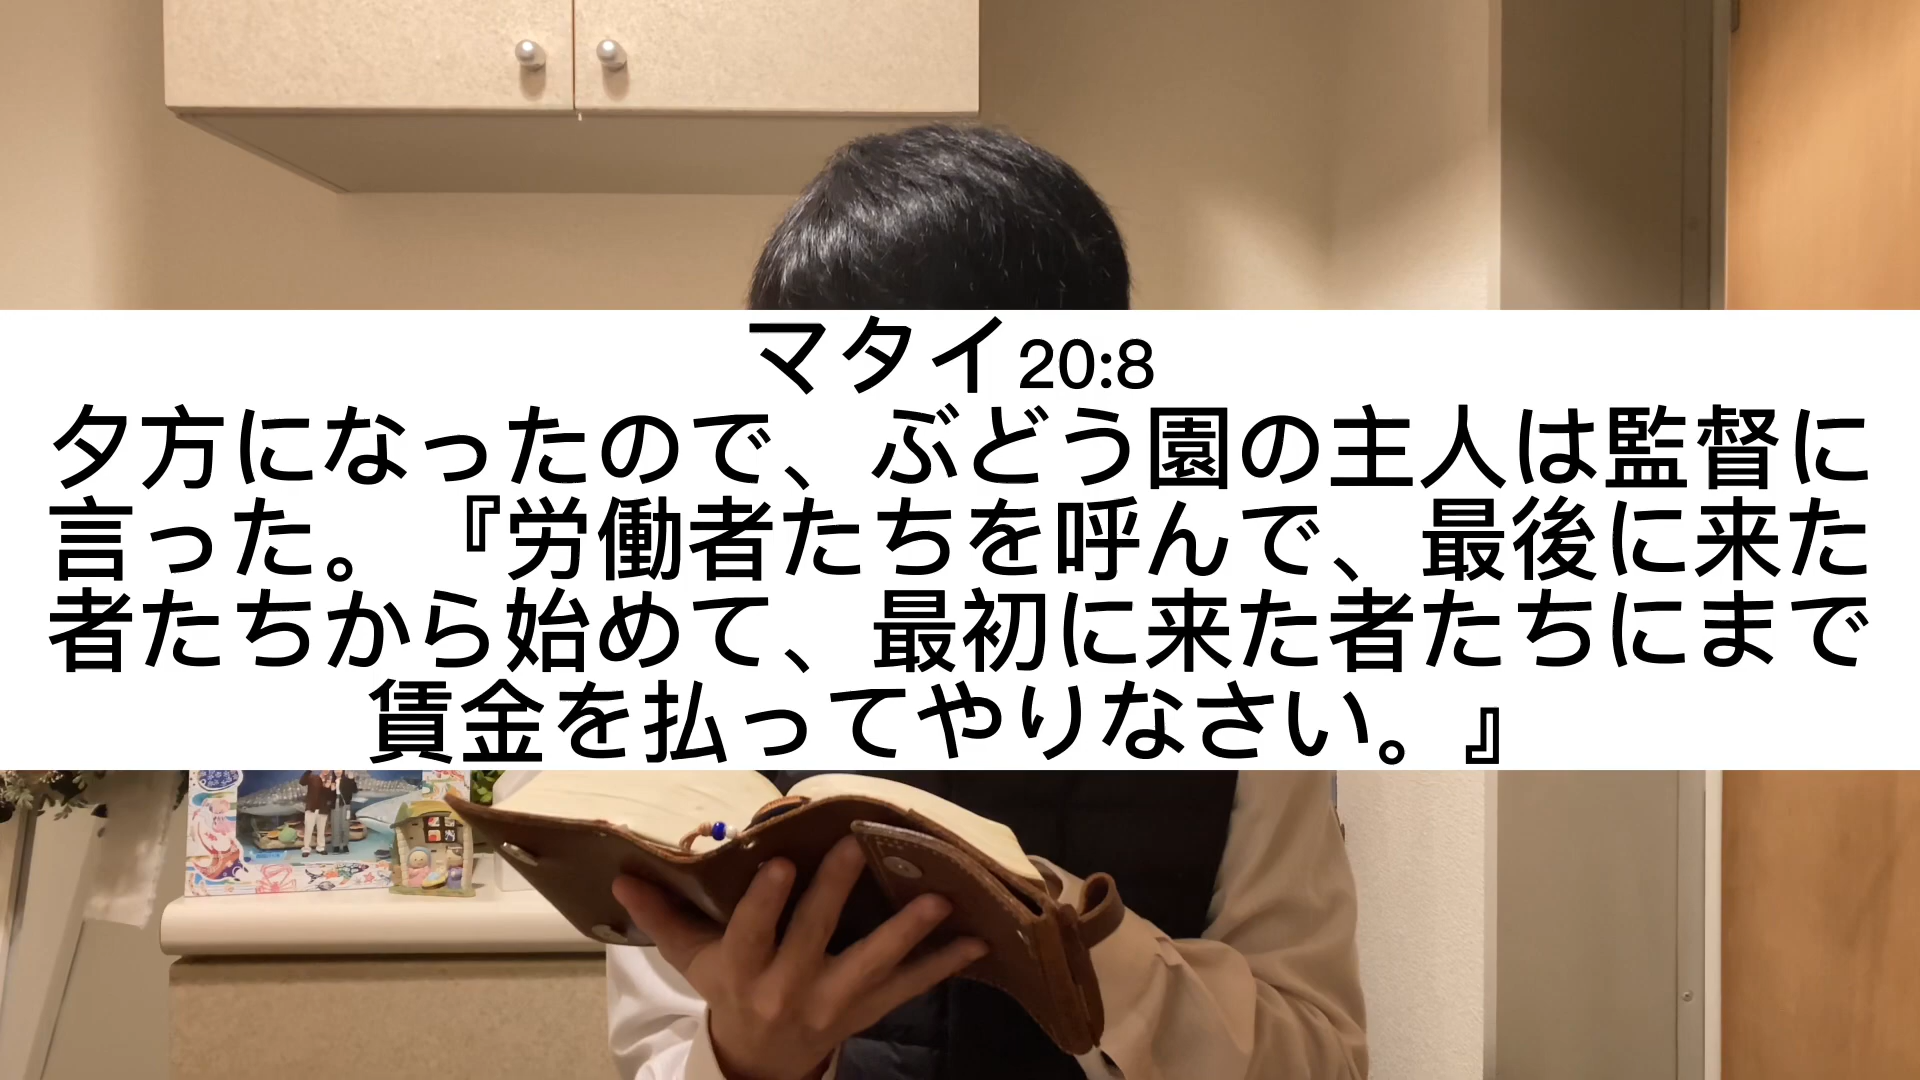 マタイ20:8
夕方になったので、ぶどう園の主人は監督に
言った。『労働者たちを呼んで、最後に来た
者たちから始めて、最初に来た者たちにまで
賃金を払ってやりなさい。』